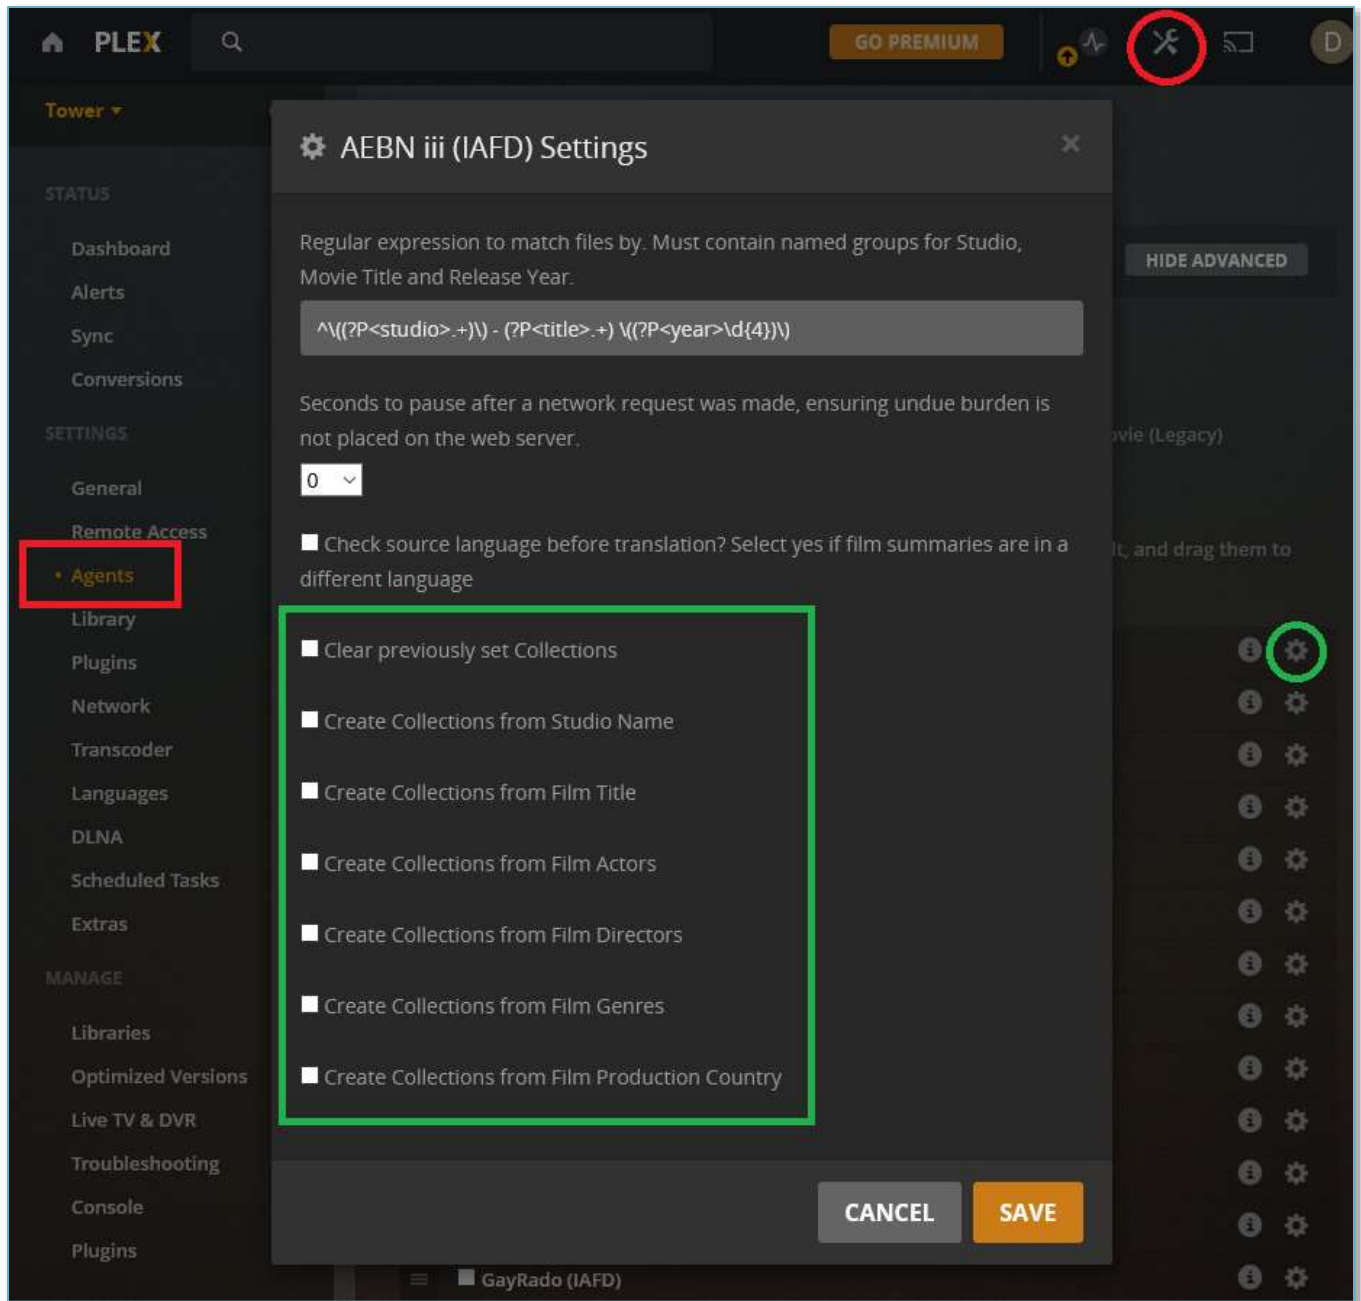 PLEX
GO PREMIUM
D
Tower
STATUS
Dashboard
Alerts
Sync
Conversions
SETTINGS
General
Remote Access
Agents
Library
Plugins
Network
Transcoder
Languages
DLNA
Scheduled Tasks
Extras
MANAGE
Libraries
Optimized Versions
Live TV & DVR
Troubleshooting
Console
Plugins
AEBN iii (IAFD) Settings
Regular expression to match files by. Must contain named groups for Studio,
Movie Title and Release Year.
^\((?P<studio>.+)\) - (?P<title>.+) \((?P<year>\d{4})\)
Seconds to pause after a network request was made, ensuring undue burden is
not placed on the web server.
0
Check source language before translation? Select yes if film summaries are in a
different language
Clear previously set Collections
Create Collections from Studio Name
Create Collections from Film Title
Create Collections from Film Actors
Create Collections from Film Directors
Create Collections from Film Genres
Create Collections from Film Production Country
CANCEL
SAVE
HIDE ADVANCED
(Legacy)
and drag them to
GayRado (IAFD)